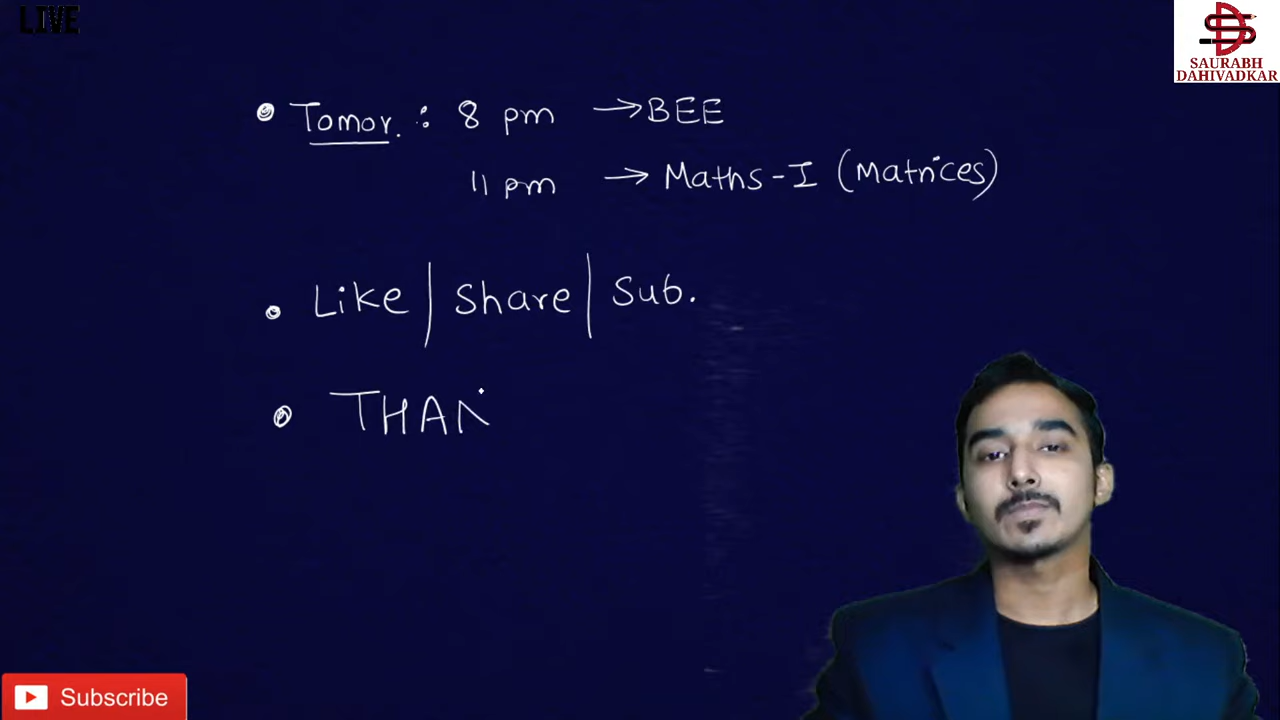 LIVE
SAURABH
DAHIVADKAR
• Tomor. : 8 pm → BEE
11 pm → Maths-I (Matrices)
• Like | Share | Sub.
• THAN
Subscribe